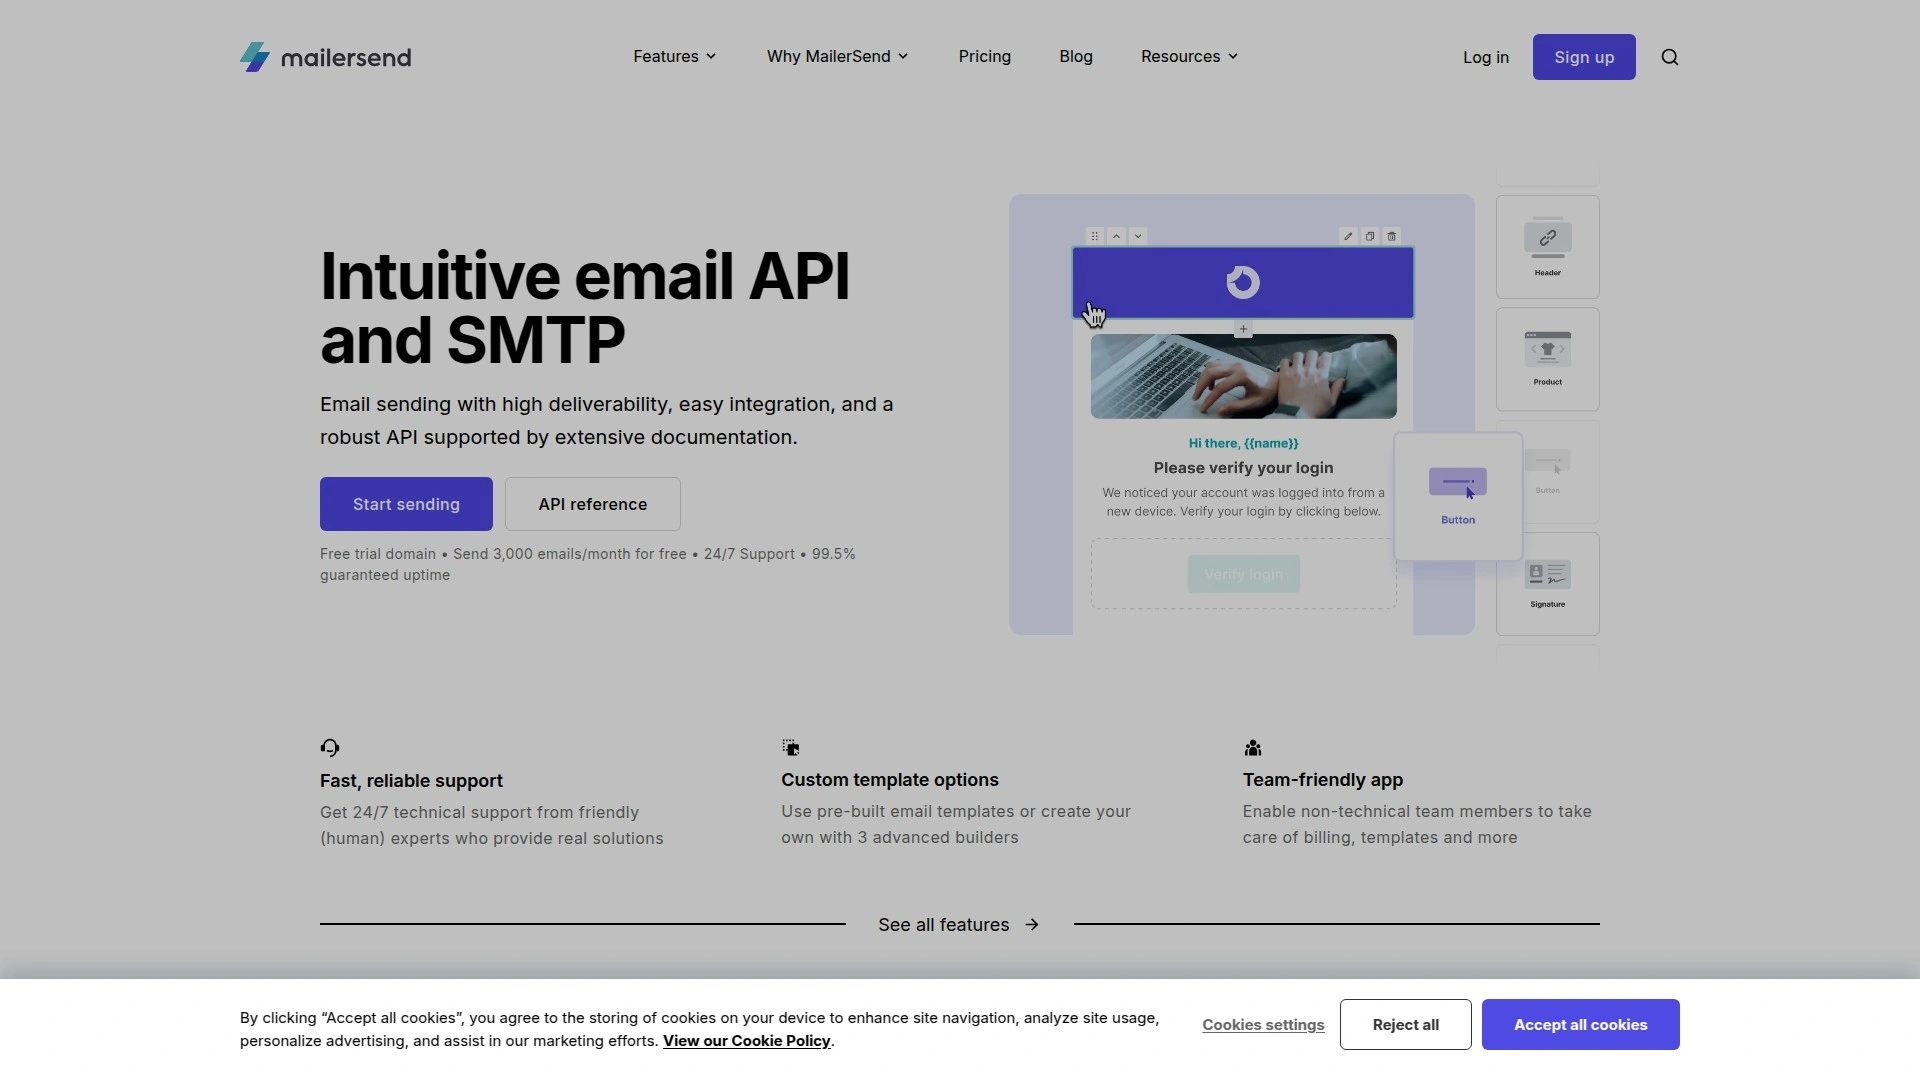 mailersend
Features
Why MailerSend
Pricing
Blog
Resources
Log in
Sign up
Intuitive email API
and SMTP
Email sending with high deliverability, easy integration, and a
robust API supported by extensive documentation.
Start sending
API reference
Free trial domain • Send 3,000 emails/month for free • 24/7 Support • 99.5%
guaranteed uptime
Hi there, {{name}}
Please verify your login
We noticed your account was logged into from a
new device. Verify your login by clicking below.
Verify login
Header
Product
Button
Button
Signature
Fast, reliable support
Get 24/7 technical support from friendly
(human) experts who provide real solutions
Custom template options
Use pre-built email templates or create your
own with 3 advanced builders
Team-friendly app
Enable non-technical team members to take
care of billing, templates and more
See all features
By clicking “Accept all cookies”, you agree to the storing of cookies on your device to enhance site navigation, analyze site usage,
personalize advertising, and assist in our marketing efforts. View our Cookie Policy.
Cookies settings
Reject all
Accept all cookies